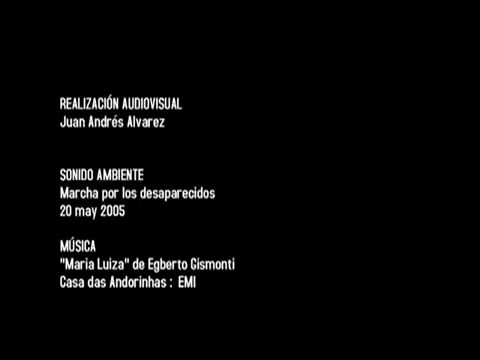 REALIZACIÓN AUDIOVISUAL
Juan Andrés Alvarez
SONIDO AMBIENTE
Marcha por los desaparecidos
20 may 2005
MÚSICA
"Maria Luiza" de Egberto Gismonti
Casa das Andorinhas : EMI